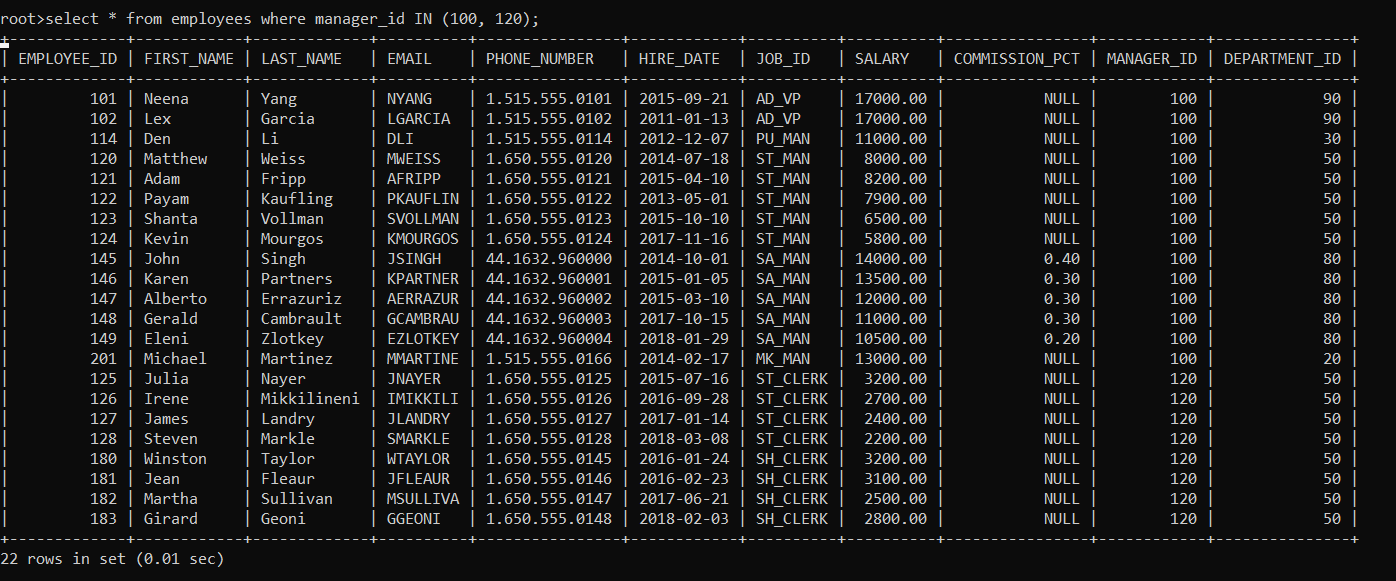 root>select * from employees where manager_id IN (100, 120);
+-------------+------------+-------------+----------+----------------+------------+----------+----------+----------------+------------+---------------+
| EMPLOYEE_ID | FIRST_NAME | LAST_NAME | EMAIL | PHONE_NUMBER | HIRE_DATE | JOB_ID | SALARY | COMMISSION_PCT | MANAGER_ID | DEPARTMENT_ID |
+-------------+------------+-------------+----------+----------------+------------+----------+----------+----------------+------------+---------------+
| 101 | Neena | Yang | NYANG | 1.515.555.0101 | 2015-09-21 | AD_VP | 17000.00 | NULL | 100 | 90 |
| 102 | Lex | Garcia | LGARCIA | 1.515.555.0102 | 2011-01-13 | AD_VP | 17000.00 | NULL | 100 | 90 |
| 114 | Den | Li | DLI | 1.515.555.0114 | 2012-12-07 | PU_MAN | 11000.00 | NULL | 100 | 30 |
| 120 | Matthew | Weiss | MWEISS | 1.650.555.0120 | 2014-07-18 | ST_MAN | 8000.00 | NULL | 100 | 50 |
| 121 | Adam | Fripp | AFRIPP | 1.650.555.0121 | 2015-04-10 | ST_MAN | 8200.00 | NULL | 100 | 50 |
| 122 | Payam | Kaufling | PKAUFLIN | 1.650.555.0122 | 2013-05-01 | ST_MAN | 7900.00 | NULL | 100 | 50 |
| 123 | Shanta | Vollman | SVOLLMAN | 1.650.555.0123 | 2015-10-10 | ST_MAN | 6500.00 | NULL | 100 | 50 |
| 124 | Kevin | Mourgos | KMOURGOS | 1.650.555.0124 | 2017-11-16 | ST_MAN | 5800.00 | NULL | 100 | 50 |
| 145 | John | Singh | JSINGH | 44.1632.960000 | 2014-10-01 | SA_MAN | 14000.00 | 0.40 | 100 | 80 |
| 146 | Karen | Partners | KPARTNER | 44.1632.960001 | 2015-01-05 | SA_MAN | 13500.00 | 0.30 | 100 | 80 |
| 147 | Alberto | Errazuriz | AERRAZUR | 44.1632.960002 | 2015-03-10 | SA_MAN | 12000.00 | 0.30 | 100 | 80 |
| 148 | Gerald | Cambrault | GCAMBRAU | 44.1632.960003 | 2017-10-15 | SA_MAN | 11000.00 | 0.30 | 100 | 80 |
| 149 | Eleni | Zlotkey | EZLOTKEY | 44.1632.960004 | 2018-01-29 | SA_MAN | 10500.00 | 0.20 | 100 | 80 |
| 201 | Michael | Martinez | MMARTINE | 1.515.555.0166 | 2014-02-17 | MK_MAN | 13000.00 | NULL | 100 | 20 |
| 125 | Julia | Nayer | JNAYER | 1.650.555.0125 | 2015-07-16 | ST_CLERK | 3200.00 | NULL | 120 | 50 |
| 126 | Irene | Mikkilineni | IMIKKILI | 1.650.555.0126 | 2016-09-28 | ST_CLERK | 2700.00 | NULL | 120 | 50 |
| 127 | James | Landry | JLANDRY | 1.650.555.0127 | 2017-01-14 | ST_CLERK | 2400.00 | NULL | 120 | 50 |
| 128 | Steven | Markle | SMARKLE | 1.650.555.0128 | 2018-03-08 | ST_CLERK | 2200.00 | NULL | 120 | 50 |
| 180 | Winston | Taylor | WTAYLOR | 1.650.555.0145 | 2016-01-24 | SH_CLERK | 3200.00 | NULL | 120 | 50 |
| 181 | Jean | Fleaur | JFLEAUR | 1.650.555.0146 | 2016-02-23 | SH_CLERK | 3100.00 | NULL | 120 | 50 |
| 182 | Martha | Sullivan | MSULLIVA | 1.650.555.0147 | 2017-06-21 | SH_CLERK | 2500.00 | NULL | 120 | 50 |
| 183 | Girard | Geoni | GGEONI | 1.650.555.0148 | 2018-02-03 | SH_CLERK | 2800.00 | NULL | 120 | 50 |
+-------------+------------+-------------+----------+----------------+------------+----------+----------+----------------+------------+---------------+
22 rows in set (0.01 sec)